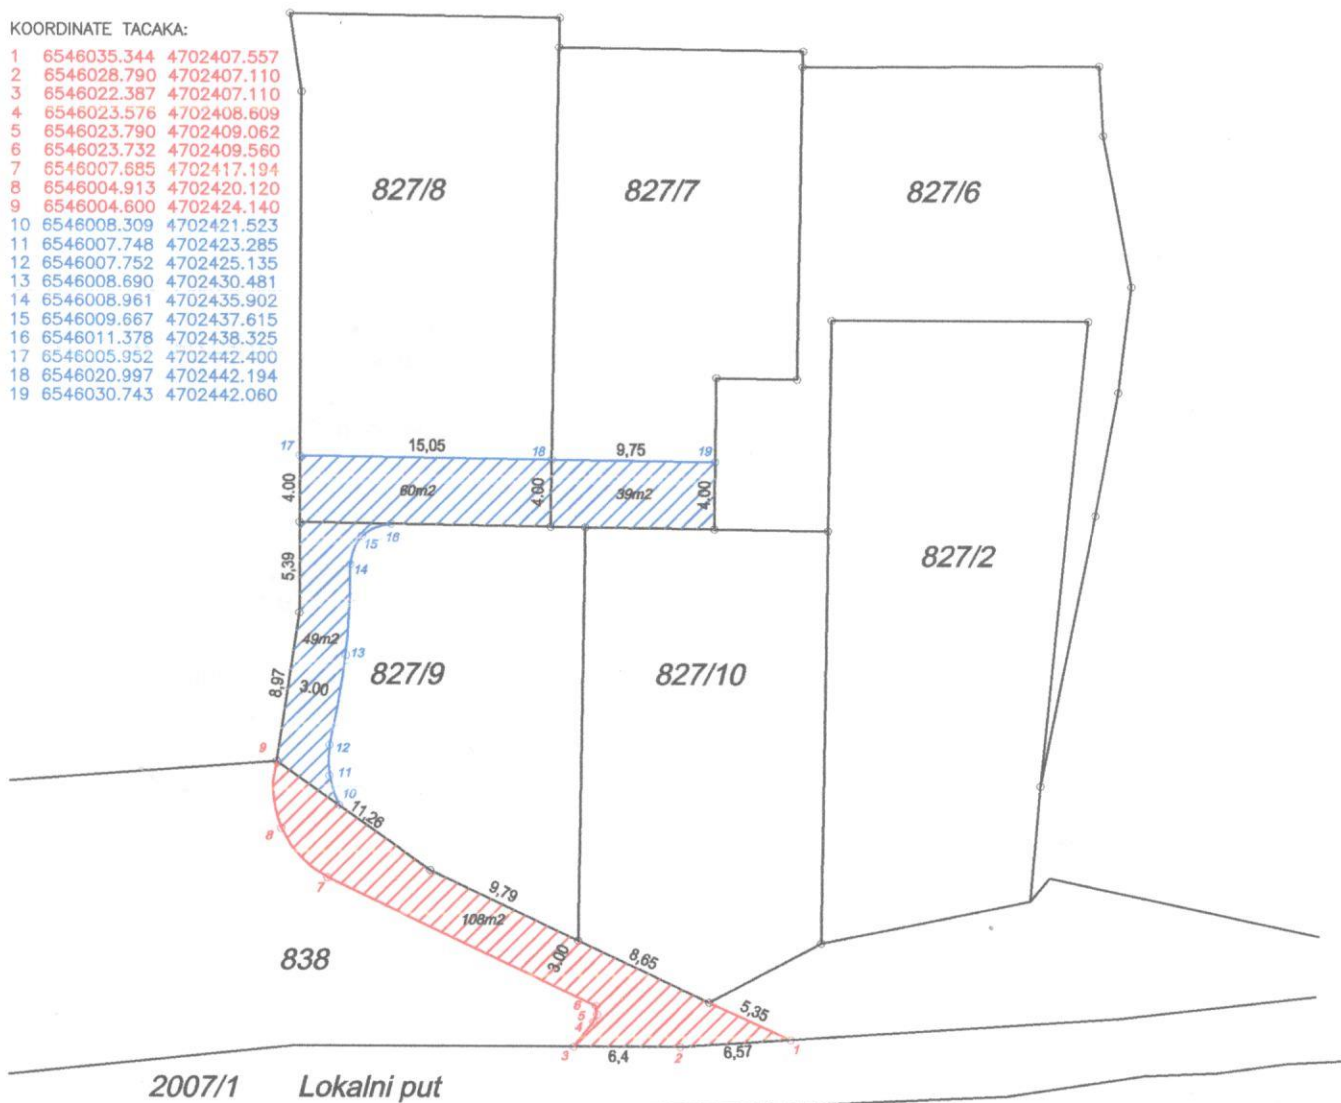 KOORDINATE TACAKA:
1 6546035.344 4702407.557
2 6546028.790 4702407.110
3 6546022.387 4702407.110
4 6546023.576 4702408.609
5 6546023.790 4702409.062
6 6546023.732 4702409.560
7 6546007.685 4702417.194
8 6546004.913 4702420.120
9 6546004.600 4702424.140
10 6546008.309 4702421.523
11 6546007.748 4702423.285
12 6546007.752 4702425.135
13 6546008.690 4702430.481
14 6546008.961 4702435.902
15 6546009.667 4702437.615
16 6546011.378 4702438.325
17 6546005.952 4702442.400
18 6546020.997 4702442.194
19 6546030.743 4702442.060
827/8
827/7
827/6
17
15,05
18
9,75
19
4.00
60m2
4.00
39m2
4,00
16
15
14
5,39
827/2
49m2
13
8,97
3.00
827/9
827/10
9
12
11
10
11,26
8
7
9,79
108m2
838
3.00
8,65
6
5
4
5,35
3
6,4
2
6,57
1
2007/1 Lokalni put